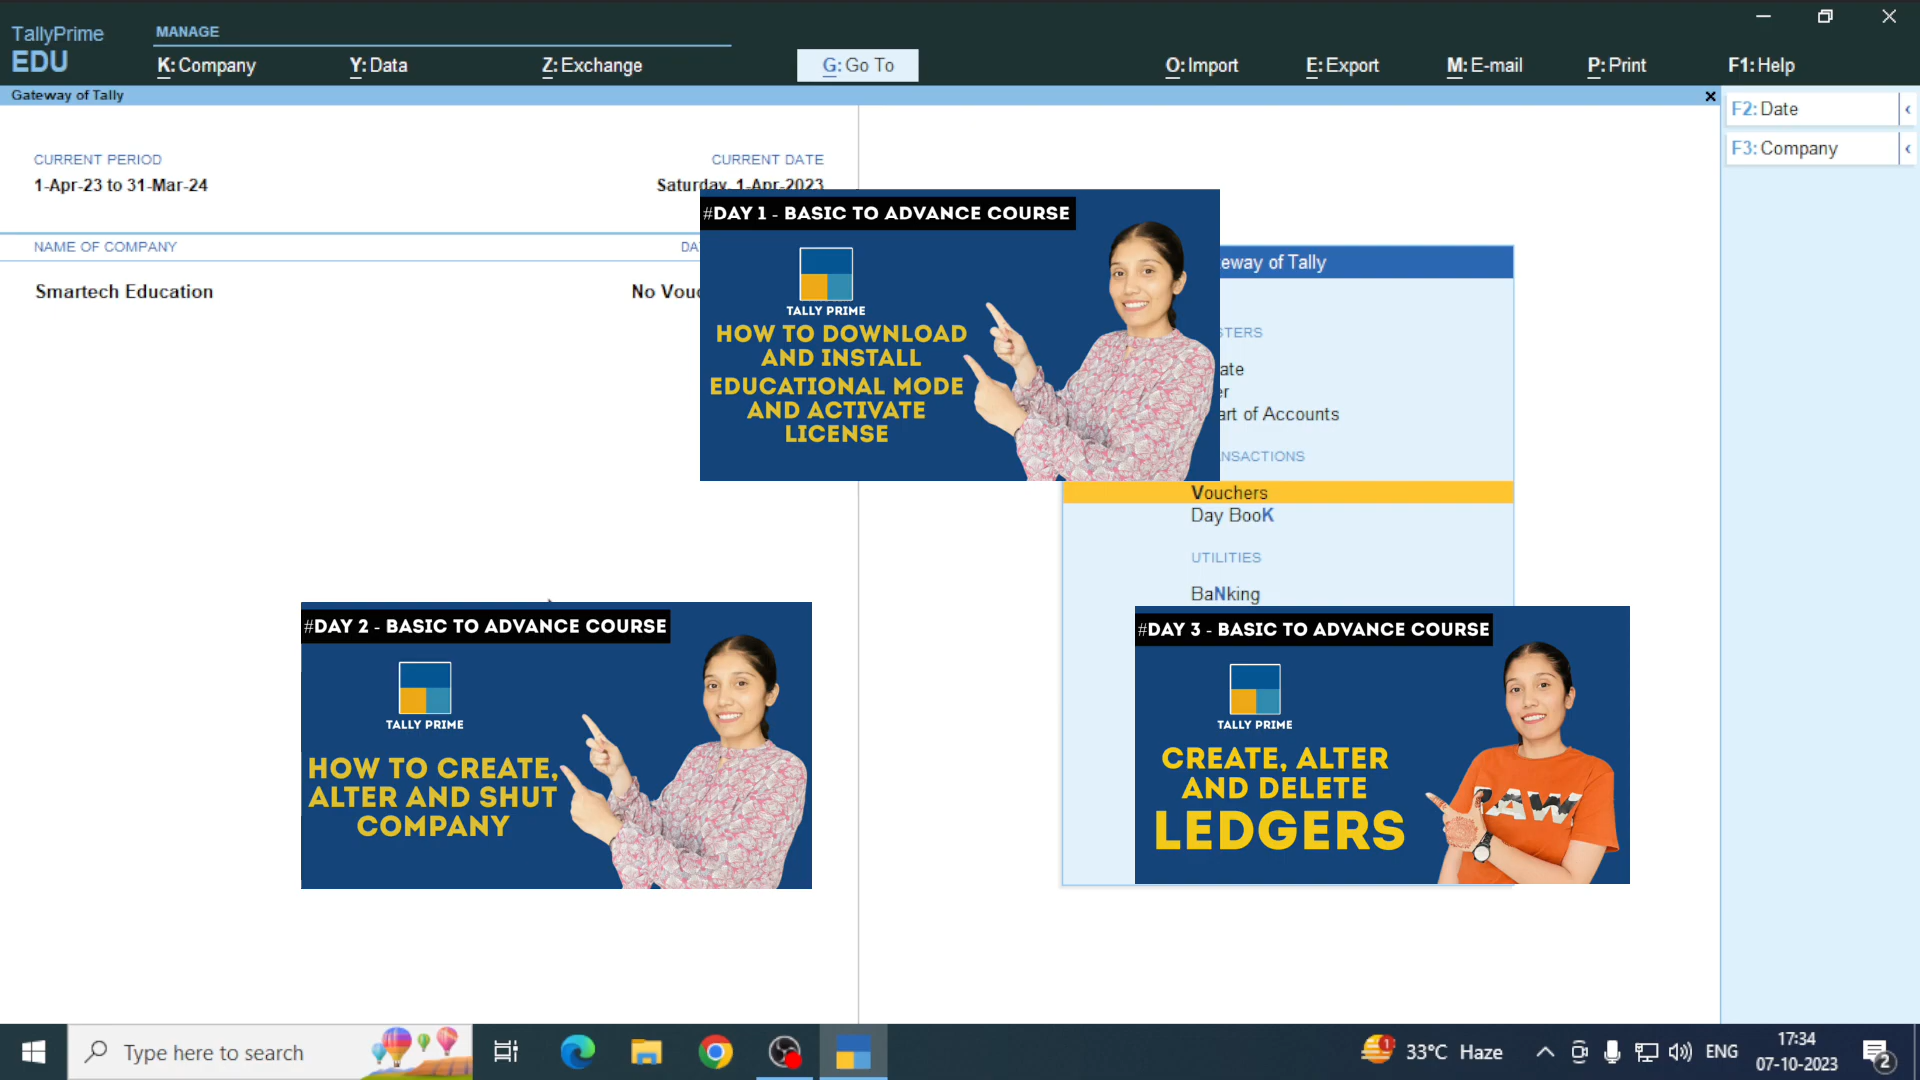 TallyPrime
EDU
MANAGE
K: Company
Y: Data
Z: Exchange
G: Go To
O: Import
E: Export
M: E-mail
P: Print
F1: Help
Gateway of Tally
F2: Date
F3: Company
CURRENT PERIOD
CURRENT DATE
1-Apr-23 to 31-Mar-24
Saturday, 1-Apr-2023
NAME OF COMPANY
Smartech Education
No
#DAY 1 - BASIC TO ADVANCE COURSE
TALLY PRIME
HOW TO DOWNLOAD
AND INSTALL
EDUCATIONAL MODE
AND ACTIVATE
LICENSE
of Tally
of Accounts
Vouchers
Day BooK
UTILITIES
BaNking
#DAY 2 - BASIC TO ADVANCE COURSE
TALLY PRIME
HOW TO CREATE,
ALTER AND SHUT
COMPANY
#DAY 3 - BASIC TO ADVANCE COURSE
TALLY PRIME
CREATE, ALTER
AND DELETE
LEDGERS
Type here to search
1
33°C Haze
ENG
17:34
07-10-2023
2